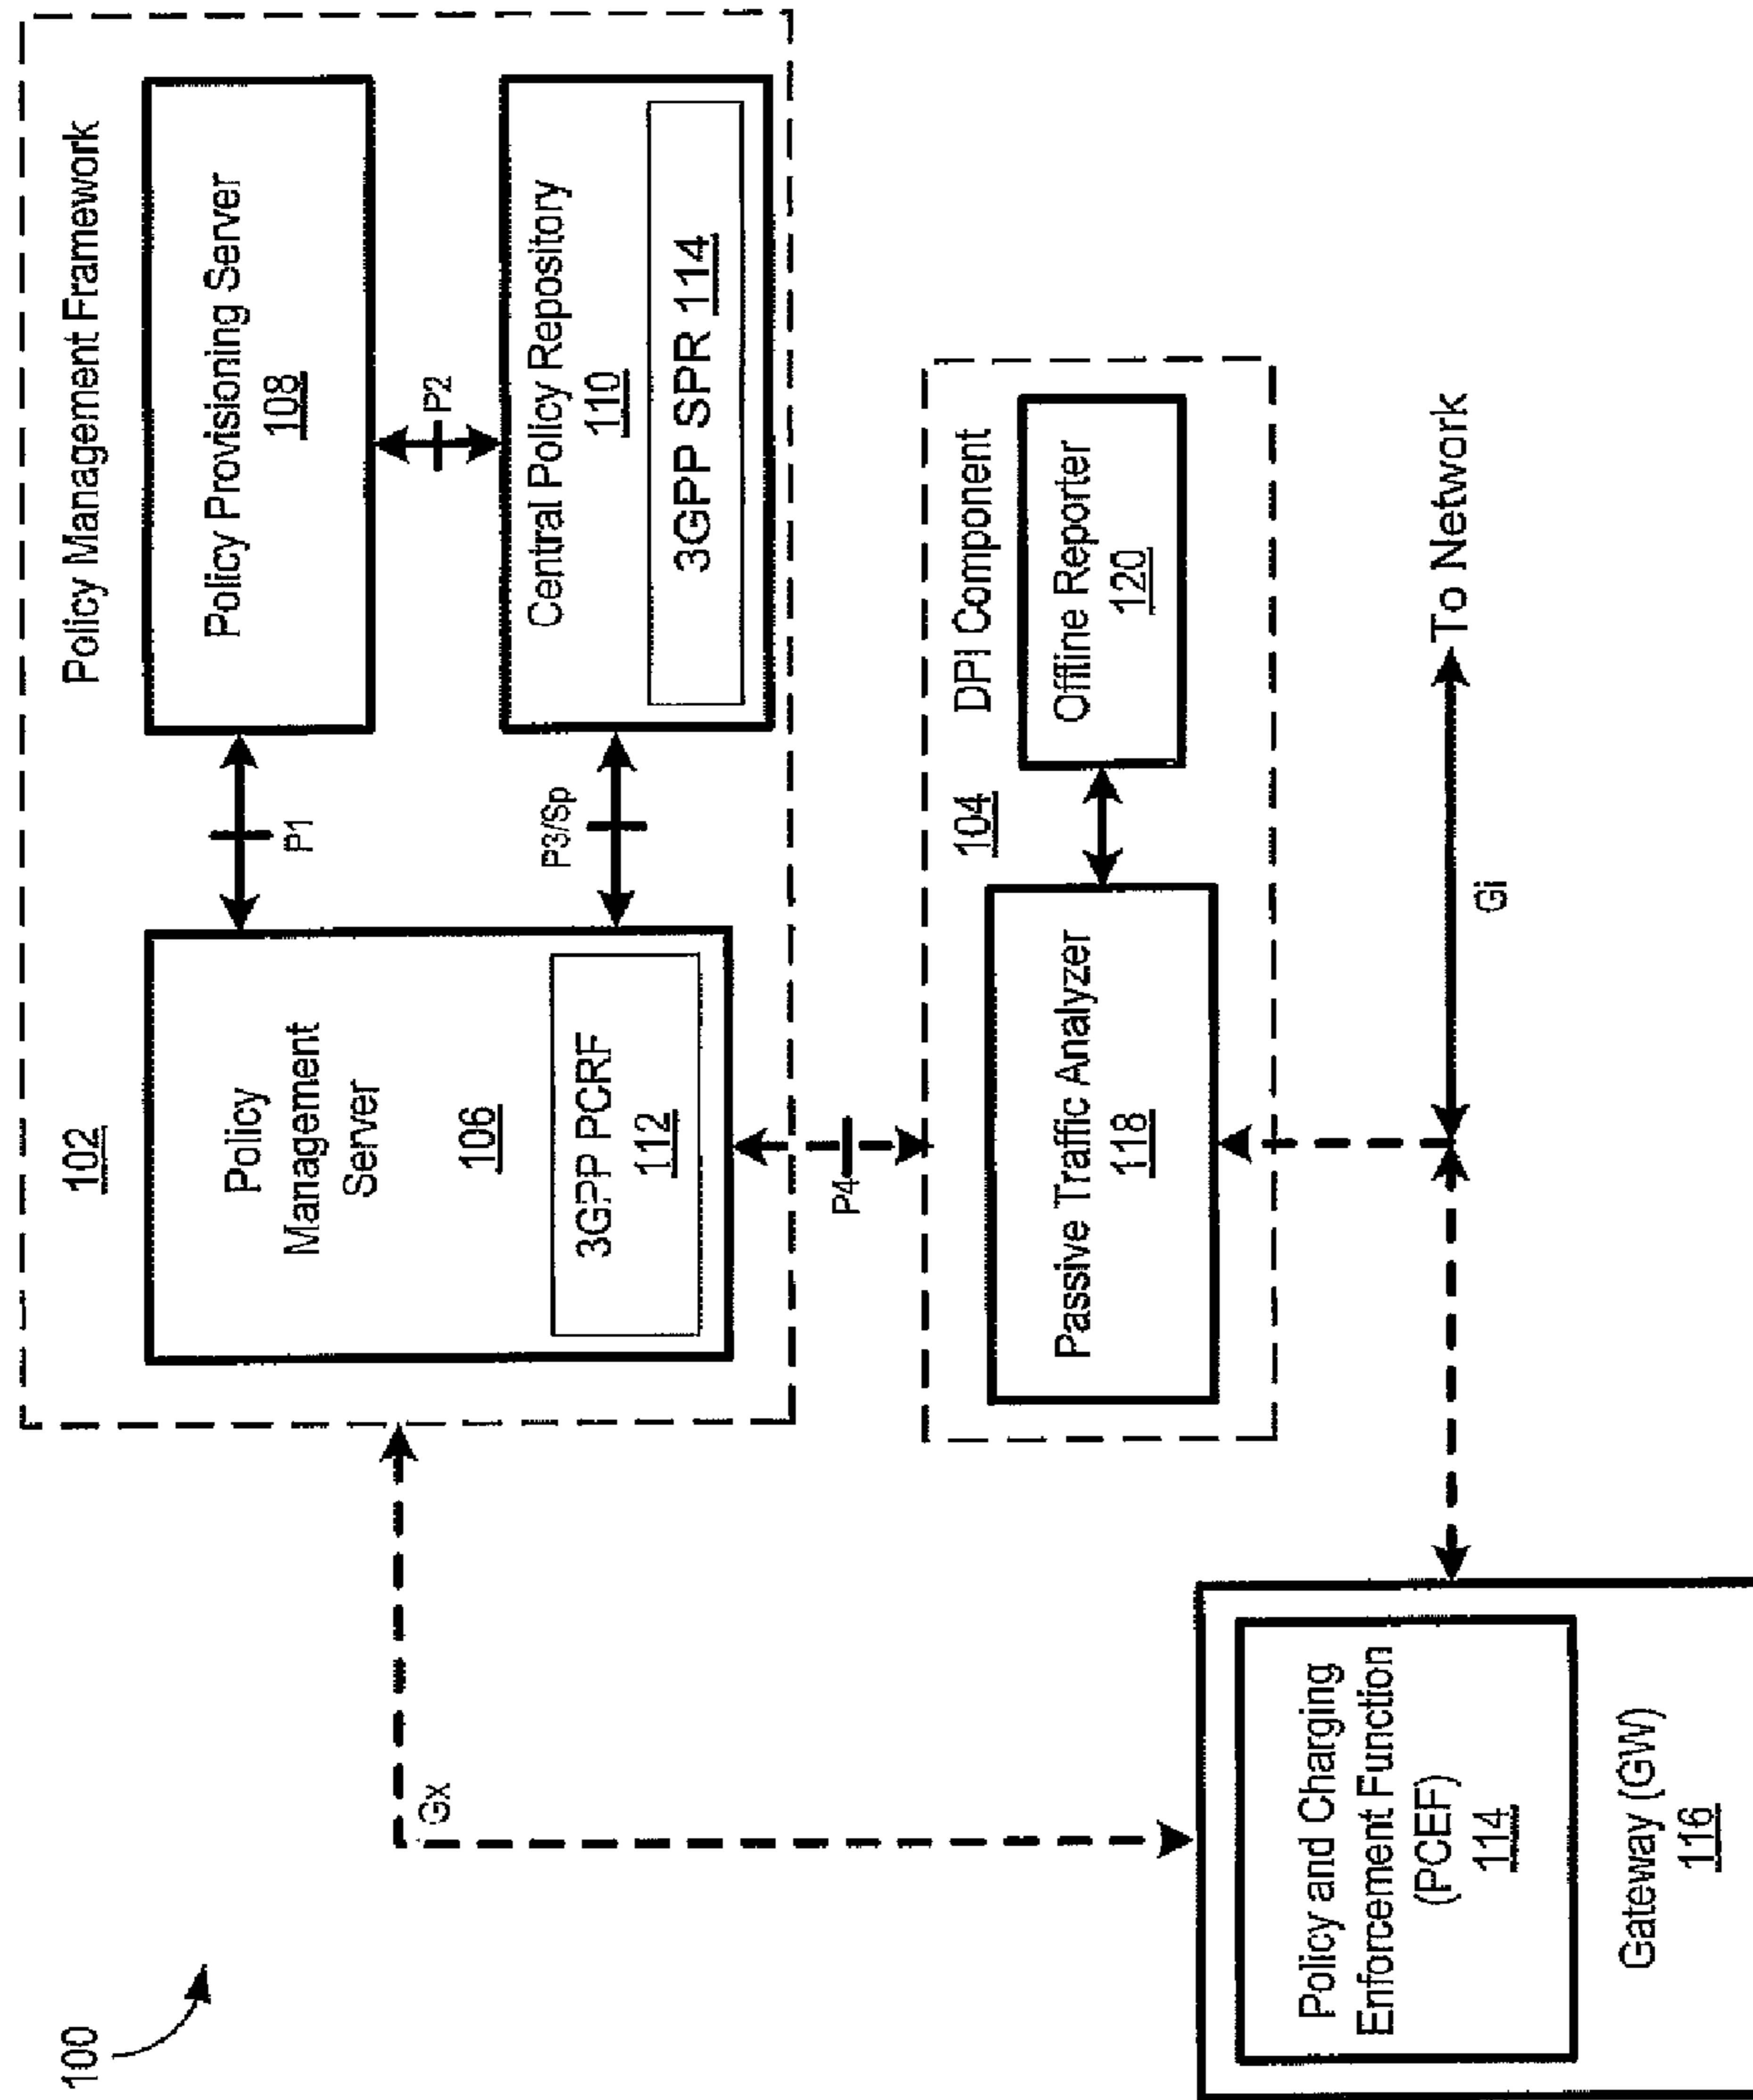 100
102
Policy Management Framework
Policy
Management
Server
106
3GPP PCRF
112
P1
Policy Provisioning Server
108
P2
P3/Sp
Central Policy Repository
110
3GPP SPR 114
Gx
P4
104
DPI Component
Passive Traffic Analyzer
118
Offline Reporter
120
Gi
To Network
Policy and Charging
Enforcement Function
(PCEF)
114
Gateway (GW)
116